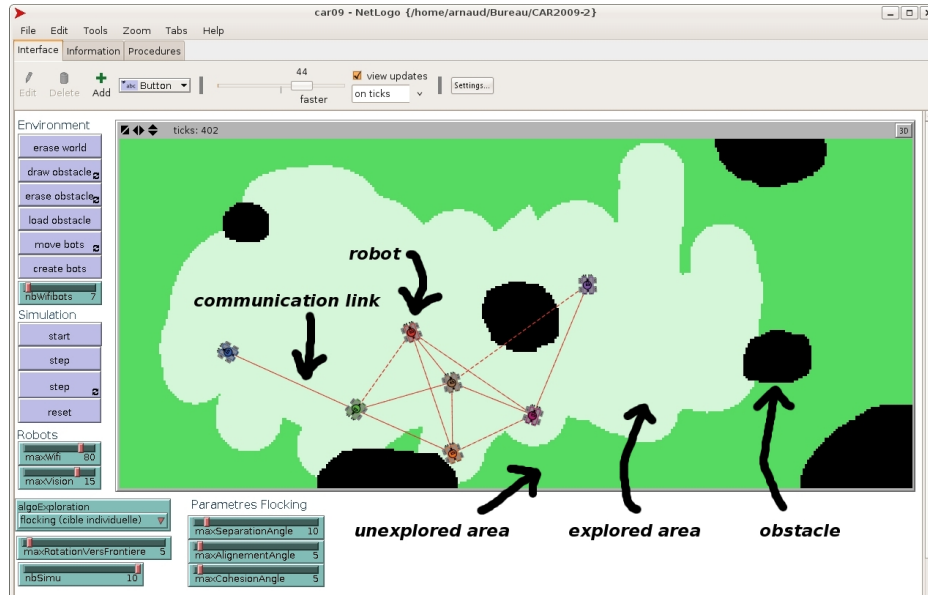 car09 - NetLogo {/home/arnaud/Bureau/CAR2009-2}
File Edit Tools Zoom Tabs Help
Interface Information Procedures
Edit Delete Add abc Button 44 faster view updates on ticks Settings...
Environment
ticks: 402 3D
erase world
draw obstacle
erase obstacle
load obstacle
move bots
create bots
nbWifibots 7
Simulation
start
step
step
reset
Robots
maxWifi 80
maxVision 15
robot
communication link
unexplored area explored area obstacle
algoExploration
flocking (cible individuelle)
maxRotationVersFrontiere 5
nbSimu 10
Parametres Flocking
maxSeparationAngle 10
maxAlignementAngle 5
maxCohesionAngle 5